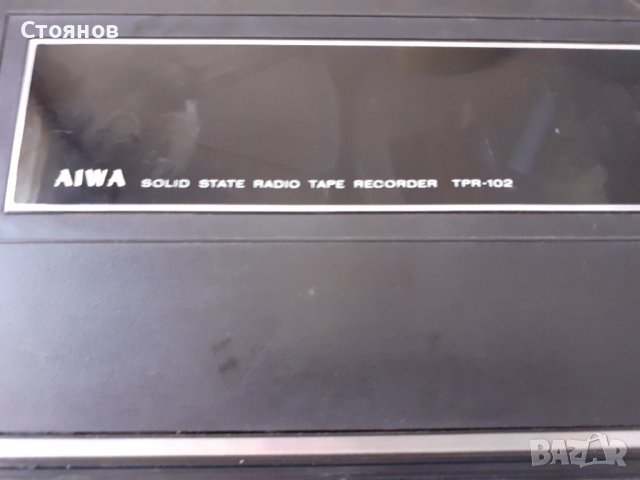 Стоянов
AIWA SOLID STATE RADIO TAPE RECORDER TPR-102
BAZAR